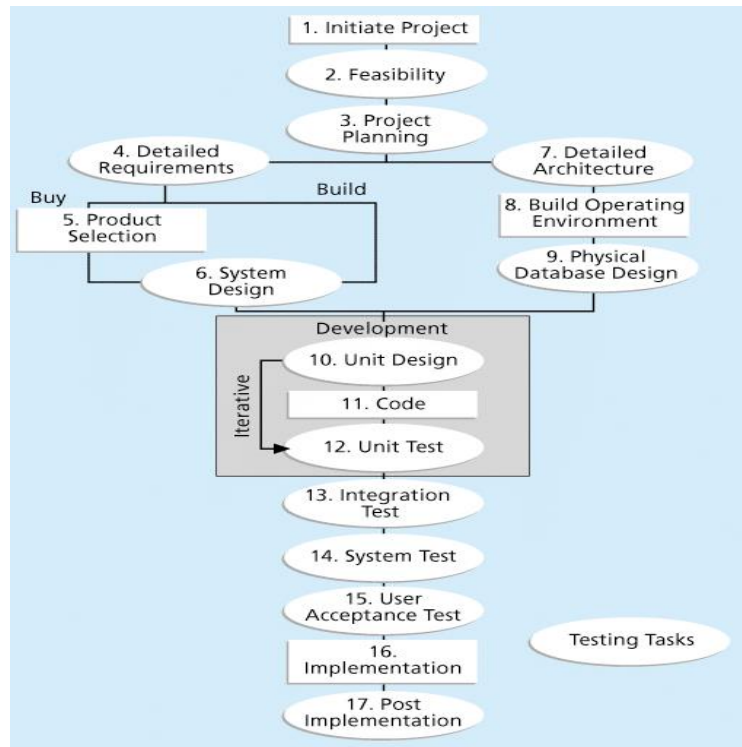 1. Initiate Project
2. Feasibility
3. Project
Planning
4. Detailed
Requirements
7. Detailed
Architecture
Buy
Build
5. Product
Selection
8. Build Operating
Environment
6. System
Design
9. Physical
Database Design
Development
10. Unit Design
Iterative
11. Code
12. Unit Test
13. Integration
Test
14. System Test
15. User
Acceptance Test
Testing Tasks
16.
Implementation
17. Post
Implementation